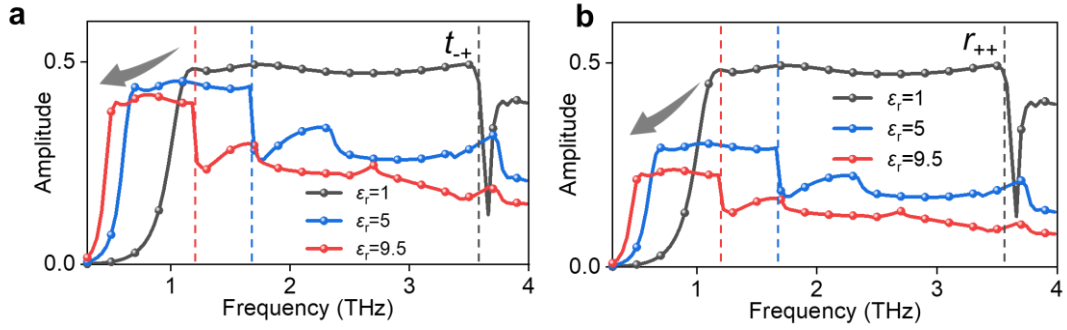 a
t-+
0.5
Amplitude
εr=1
εr=5
εr=9.5
0.0
1
2
3
4
Frequency (THz)
b
r++
0.5
Amplitude
εr=1
εr=5
εr=9.5
0.0
1
2
3
4
Frequency (THz)